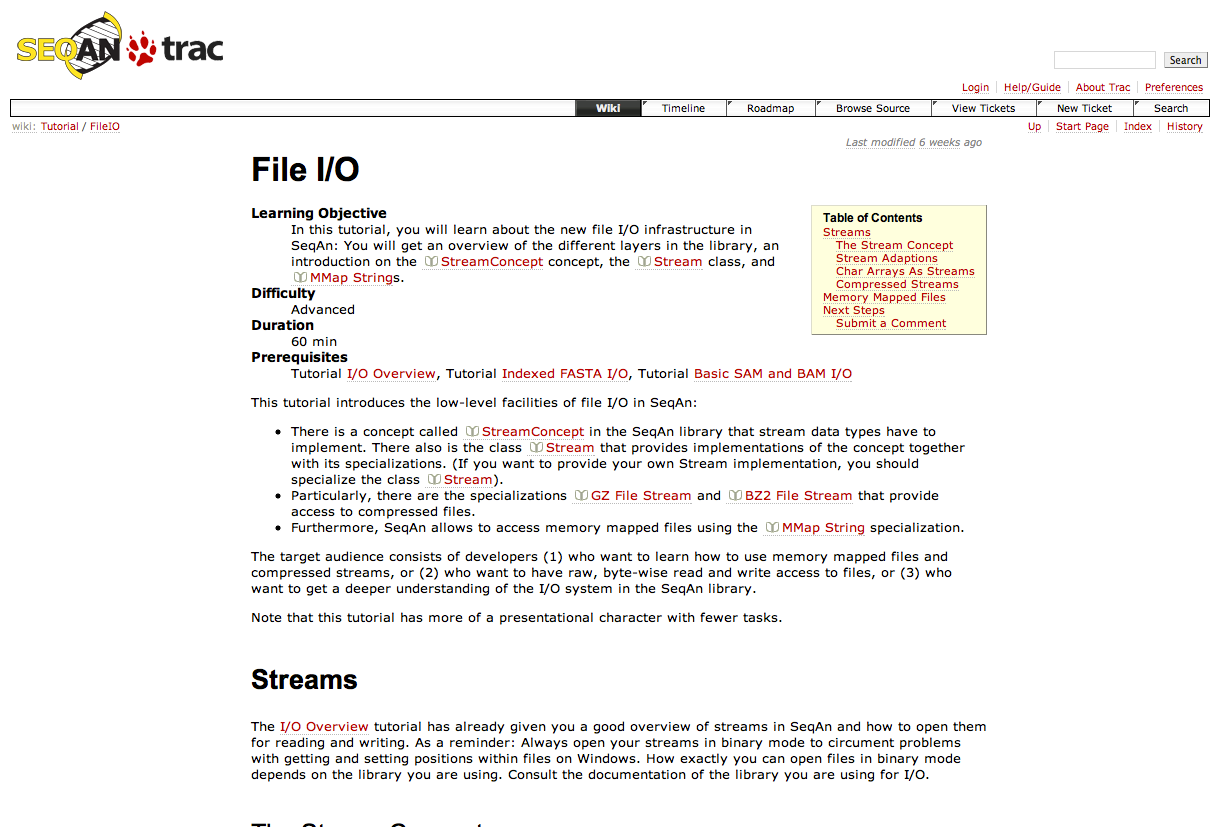 SEQAN trac
Search
Login Help/Guide About Trac Preferences
Wiki Timeline Roadmap Browse Source View Tickets New Ticket Search
wiki: Tutorial / FileIO
Up Start Page Index History
Last modified 6 weeks ago
File I/O
Learning Objective
In this tutorial, you will learn about the new file I/O infrastructure in
SeqAn: You will get an overview of the different layers in the library, an
introduction on the StreamConcept concept, the Stream class, and
MMap Strings.
Difficulty
Advanced
Duration
60 min
Prerequisites
Tutorial I/O Overview, Tutorial Indexed FASTA I/O, Tutorial Basic SAM and BAM I/O
Table of Contents
Streams
The Stream Concept
Stream Adaptions
Char Arrays As Streams
Compressed Streams
Memory Mapped Files
Next Steps
Submit a Comment
This tutorial introduces the low-level facilities of file I/O in SeqAn:
• There is a concept called StreamConcept in the SeqAn library that stream data types have to
implement. There also is the class Stream that provides implementations of the concept together
with its specializations. (If you want to provide your own Stream implementation, you should
specialize the class Stream).
• Particularly, there are the specializations GZ File Stream and BZ2 File Stream that provide
access to compressed files.
• Furthermore, SeqAn allows to access memory mapped files using the MMap String specialization.
The target audience consists of developers (1) who want to learn how to use memory mapped files and
compressed streams, or (2) who want to have raw, byte-wise read and write access to files, or (3) who
want to get a deeper understanding of the I/O system in the SeqAn library.
Note that this tutorial has more of a presentational character with fewer tasks.
Streams
The I/O Overview tutorial has already given you a good overview of streams in SeqAn and how to open them
for reading and writing. As a reminder: Always open your streams in binary mode to circument problems
with getting and setting positions within files on Windows. How exactly you can open files in binary mode
depends on the library you are using. Consult the documentation of the library you are using for I/O.
The Stream Concept